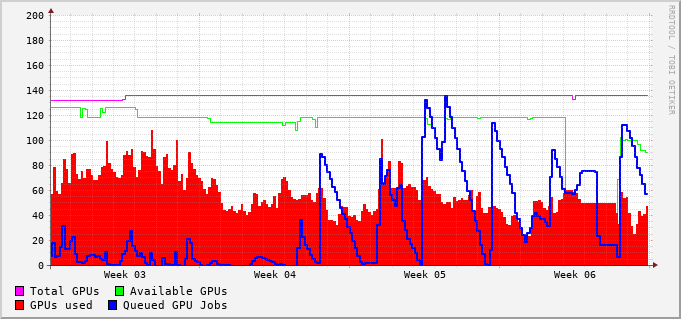 200
180
160
140
120
100
80
60
40
20
0
Week 03 Week 04 Week 05 Week 06
Total GPUs Available GPUs
GPUs used Queued GPU Jobs
RRDTOOL / TOBI OETIKER